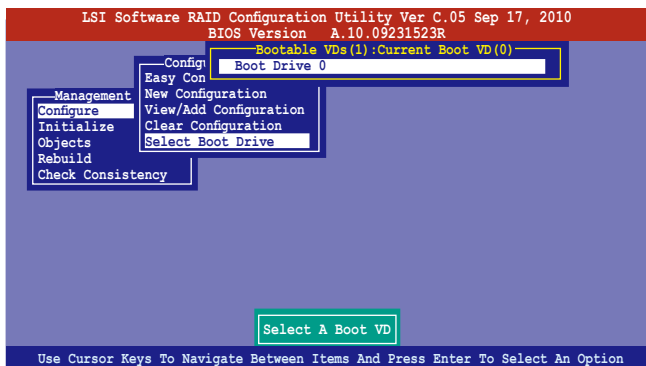 LSI Software RAID Configuration Utility Ver C.05 Sep 17, 2010
BIOS Version A.10.09231523R
Bootable VDs(1):Current Boot VD(0)
Boot Drive 0
Easy Con
New Configuration
View/Add Configuration
Clear Configuration
Select Boot Drive
Management
Configure
Initialize
Objects
Rebuild
Check Consistency
Select A Boot VD
Use Cursor Keys To Navigate Between Items And Press Enter To Select An Option